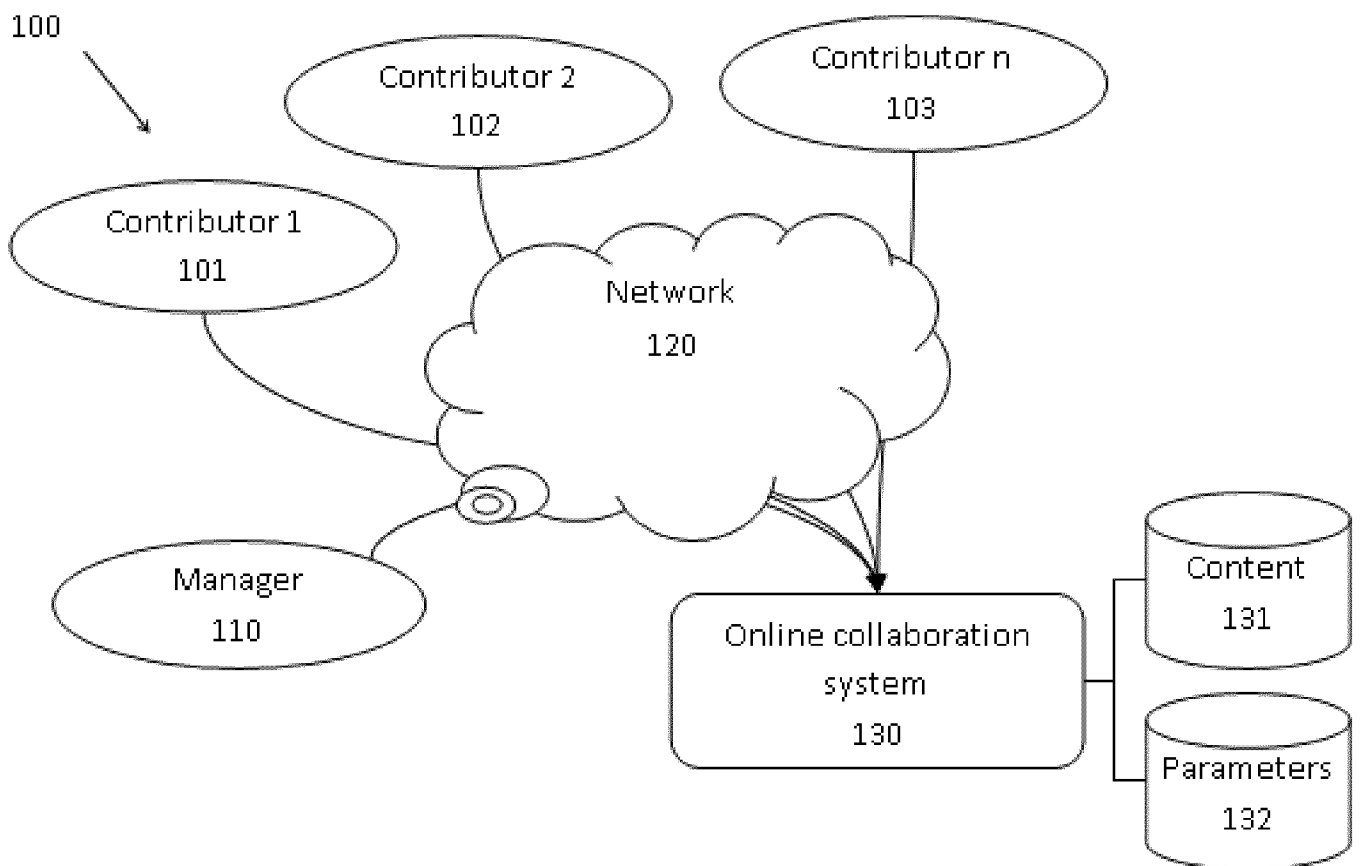 100
Contributor 2
102
Contributor n
103
Contributor 1
101
Network
120
Manager
110
Online collaboration
system
130
Content
131
Parameters
132